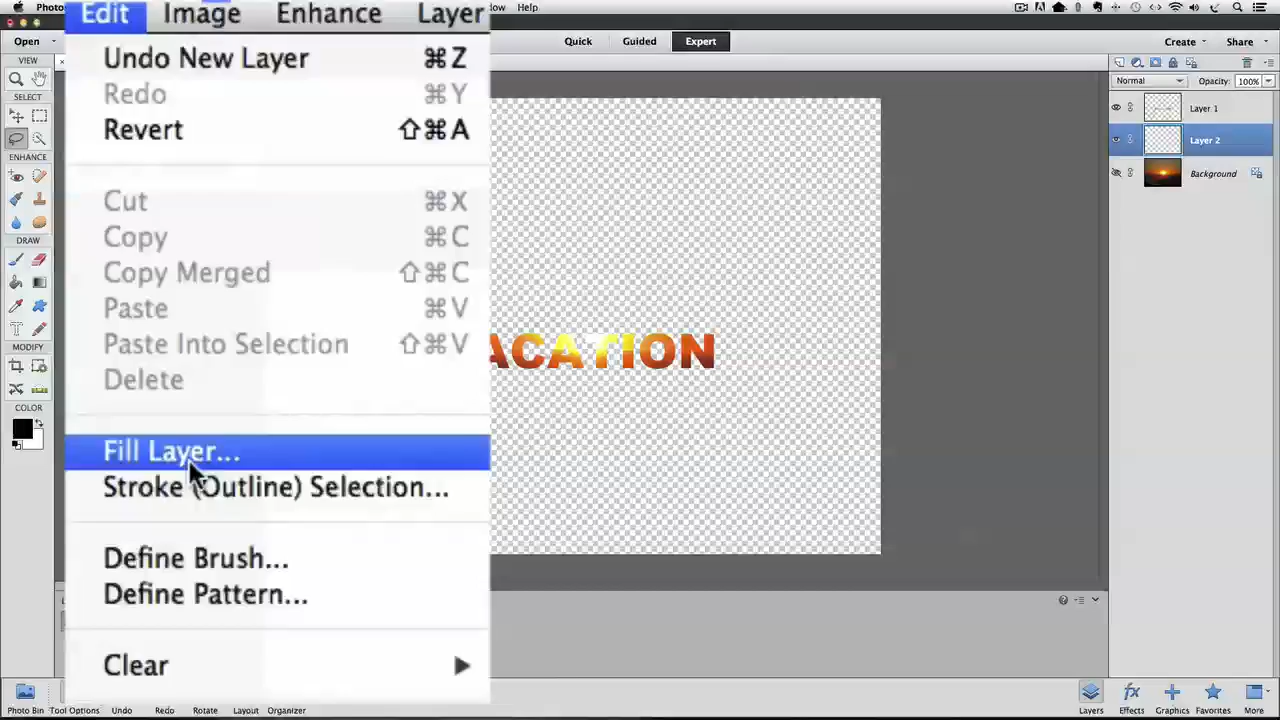 Photo
Edit Image Enhance Layer
ow Help
Open
Quick Guided Expert
Create Share
Undo New Layer ⌘Z
Redo ⌘Y
Revert ⇧⌘A
Cut ⌘X
Copy ⌘C
Copy Merged ⇧⌘C
Paste ⌘V
Paste Into Selection ⇧⌘V
Delete
Fill Layer...
Stroke (Outline) Selection...
Define Brush...
Define Pattern...
Clear
VIEW
SELECT
ENHANCE
DRAW
MODIFY
COLOR
ACATION
Normal Opacity: 100%
Layer 1
Layer 2
Background
Photo Bin Tool Options Undo Redo Rotate Layout Organizer
Layers Effects Graphics Favorites More